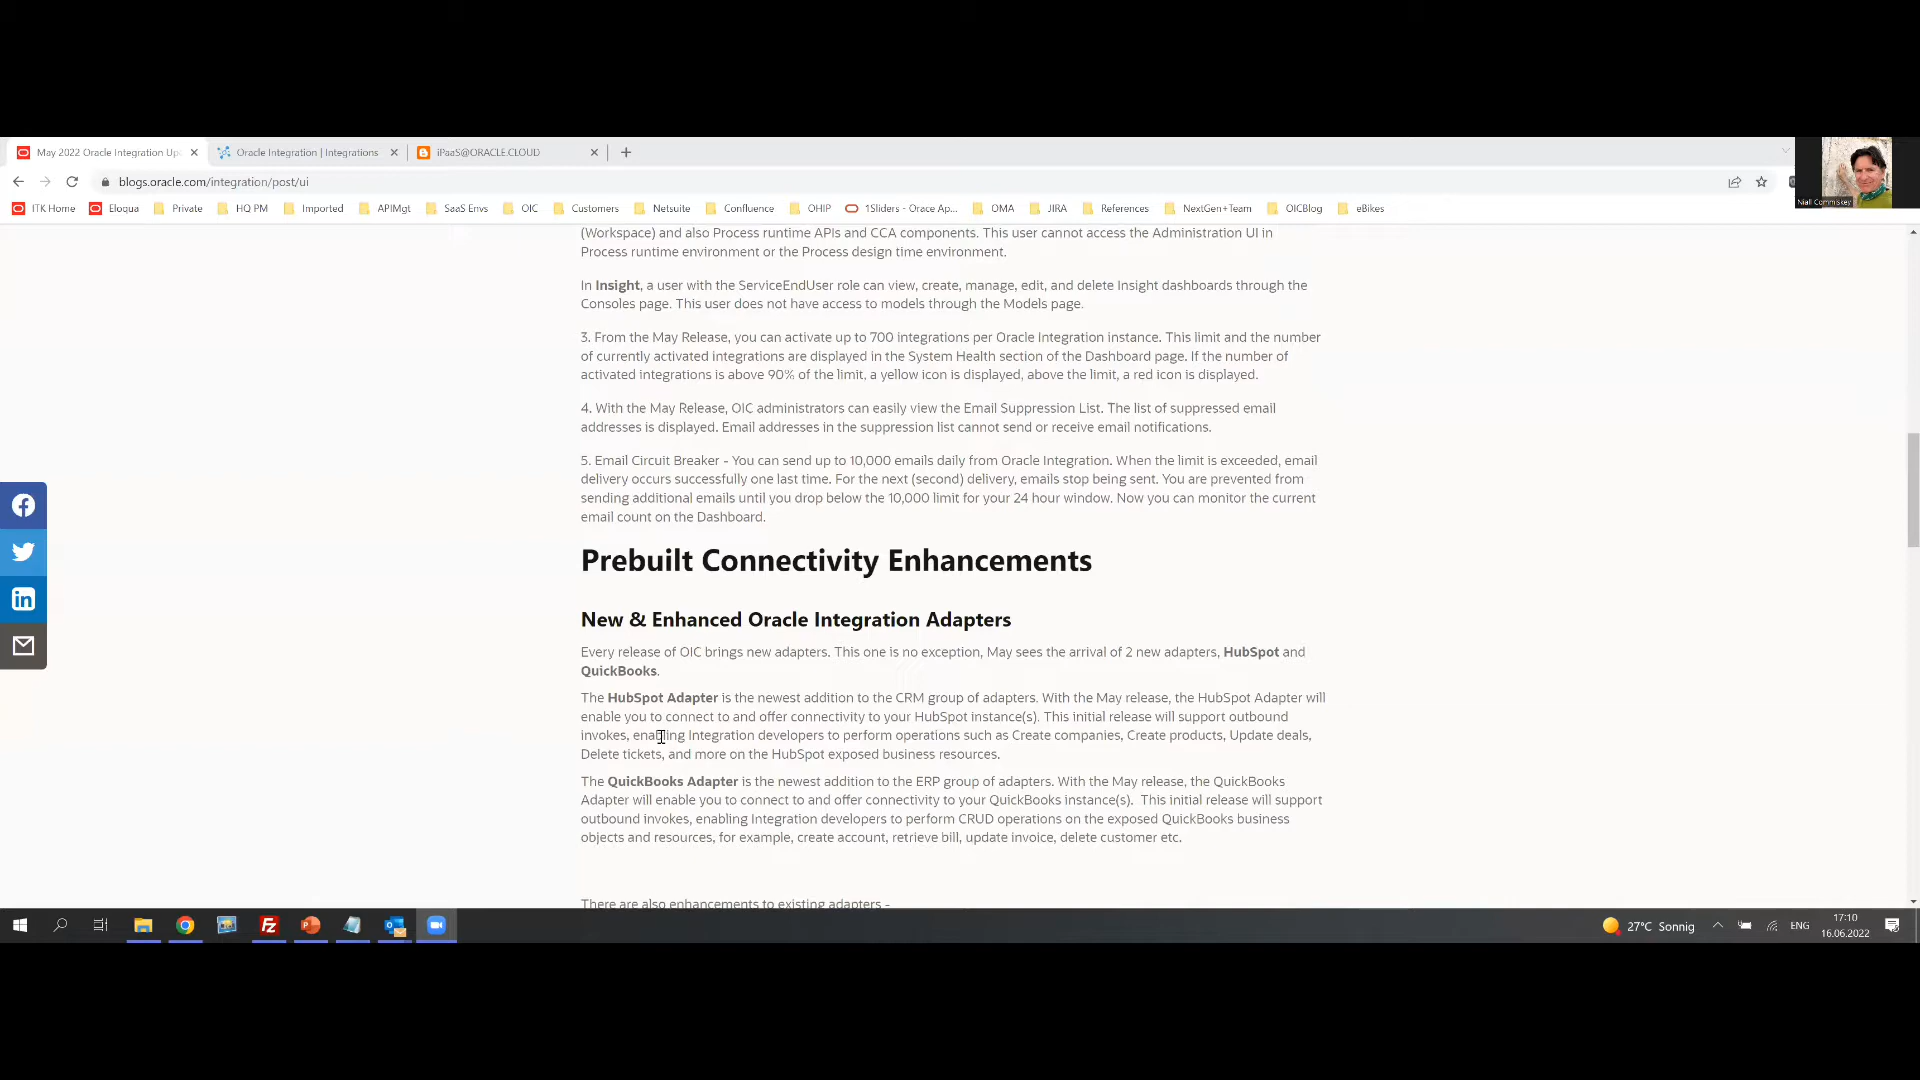 May 2022 Oracle Integration Up
Oracle Integration | Integrations
iPaaS@ORACLE.CLOUD
blogs.oracle.com/integration/post/ui
ITK Home
Eloqua
Private
HQ PM
Imported
APIMgt
SaaS Envs
OIC
Customers
Netsuite
Confluence
OHIP
1Sliders - Orace Ap...
OMA
JIRA
References
NextGen+Team
OICBlog
eBikes
Niall Commiskey
(Workspace) and also Process runtime APIs and CCA components. This user cannot access the Administration UI in
Process runtime environment or the Process design time environment.
In Insight, a user with the ServiceEndUser role can view, create, manage, edit, and delete Insight dashboards through the
Consoles page. This user does not have access to models through the Models page.
3. From the May Release, you can activate up to 700 integrations per Oracle Integration instance. This limit and the number
of currently activated integrations are displayed in the System Health section of the Dashboard page. If the number of
activated integrations is above 90% of the limit, a yellow icon is displayed, above the limit, a red icon is displayed.
4. With the May Release, OIC administrators can easily view the Email Suppression List. The list of suppressed email
addresses is displayed. Email addresses in the suppression list cannot send or receive email notifications.
5. Email Circuit Breaker - You can send up to 10,000 emails daily from Oracle Integration. When the limit is exceeded, email
delivery occurs successfully one last time. For the next (second) delivery, emails stop being sent. You are prevented from
sending additional emails until you drop below the 10,000 limit for your 24 hour window. Now you can monitor the current
email count on the Dashboard.
Prebuilt Connectivity Enhancements
New & Enhanced Oracle Integration Adapters
Every release of OIC brings new adapters. This one is no exception, May sees the arrival of 2 new adapters, HubSpot and
QuickBooks.
The HubSpot Adapter is the newest addition to the CRM group of adapters. With the May release, the HubSpot Adapter will
enable you to connect to and offer connectivity to your HubSpot instance(s). This initial release will support outbound
invokes, enabling Integration developers to perform operations such as Create companies, Create products, Update deals,
Delete tickets, and more on the HubSpot exposed business resources.
The QuickBooks Adapter is the newest addition to the ERP group of adapters. With the May release, the QuickBooks
Adapter will enable you to connect to and offer connectivity to your QuickBooks instance(s). This initial release will support
outbound invokes, enabling Integration developers to perform CRUD operations on the exposed QuickBooks business
objects and resources, for example, create account, retrieve bill, update invoice, delete customer etc.
There are also enhancements to existing adapters -
27°C Sonnig
ENG
17:10
16.06.2022